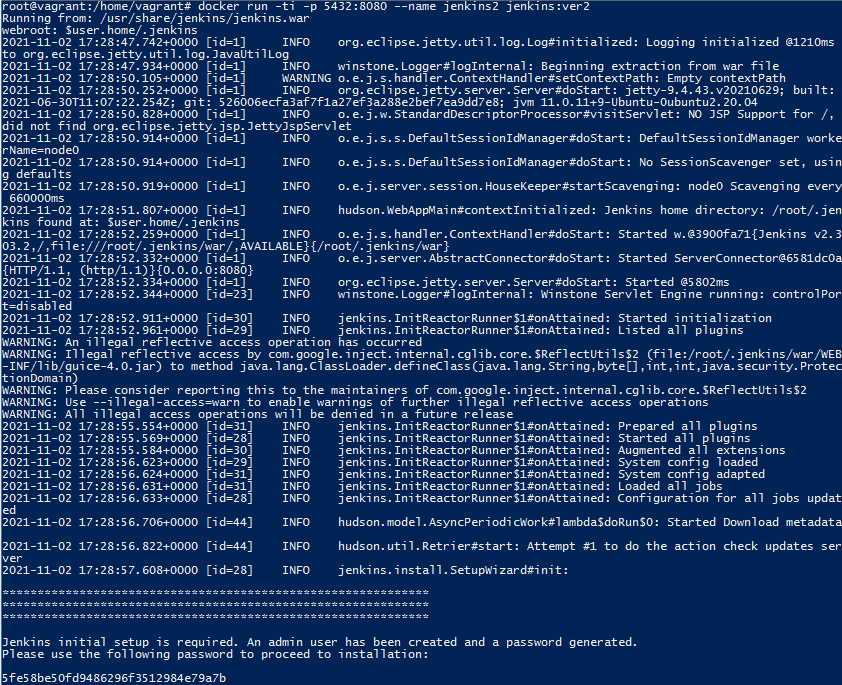 root@vagrant:/home/vagrant# docker run -ti -p 5432:8080 --name jenkins2 jenkins:ver2
Running from: /usr/share/jenkins/jenkins.war
webroot: $user.home/.jenkins
2021-11-02 17:28:47.742+0000 [id=1]     INFO    org.eclipse.jetty.util.log.Log#initialized: Logging initialized @1210ms
to org.eclipse.jetty.util.log.JavaUtilLog
2021-11-02 17:28:47.934+0000 [id=1]     INFO    winstone.Logger#logInternal: Beginning extraction from war file
2021-11-02 17:28:50.105+0000 [id=1]     WARNING o.e.j.s.handler.ContextHandler#setContextPath: Empty contextPath
2021-11-02 17:28:50.252+0000 [id=1]     INFO    org.eclipse.jetty.server.Server#doStart: jetty-9.4.43.v20210629; built:
2021-06-30T11:07:22.254Z; git: 526006ecfa3af7f1a27ef3a288e2bef7ea9dd7e8; jvm 11.0.11+9-Ubuntu-0ubuntu2.20.04
2021-11-02 17:28:50.828+0000 [id=1]     INFO    o.e.j.w.StandardDescriptorProcessor#visitServlet: NO JSP Support for /,
did not find org.eclipse.jetty.jsp.JettyJspServlet
2021-11-02 17:28:50.914+0000 [id=1]     INFO    o.e.j.s.s.DefaultSessionIdManager#doStart: DefaultSessionIdManager worke
rName=node0
2021-11-02 17:28:50.914+0000 [id=1]     INFO    o.e.j.s.s.DefaultSessionIdManager#doStart: No SessionScavenger set, usin
g defaults
2021-11-02 17:28:50.919+0000 [id=1]     INFO    o.e.j.server.session.HouseKeeper#startScavenging: node0 Scavenging every
 660000ms
2021-11-02 17:28:51.807+0000 [id=1]     INFO    hudson.WebAppMain#contextInitialized: Jenkins home directory: /root/.jen
kins found at: $user.home/.jenkins
2021-11-02 17:28:52.259+0000 [id=1]     INFO    o.e.j.s.handler.ContextHandler#doStart: Started w.@3900fa71{Jenkins v2.3
03.2,/,file:///root/.jenkins/war/,AVAILABLE}{/root/.jenkins/war}
2021-11-02 17:28:52.332+0000 [id=1]     INFO    o.e.j.server.AbstractConnector#doStart: Started ServerConnector@6581dc0a
{HTTP/1.1, (http/1.1)}{0.0.0.0:8080}
2021-11-02 17:28:52.334+0000 [id=1]     INFO    org.eclipse.jetty.server.Server#doStart: Started @5802ms
2021-11-02 17:28:52.344+0000 [id=23]    INFO    winstone.Logger#logInternal: Winstone Servlet Engine running: controlPor
t=disabled
2021-11-02 17:28:52.911+0000 [id=30]    INFO    jenkins.InitReactorRunner$1#onAttained: Started initialization
2021-11-02 17:28:52.961+0000 [id=29]    INFO    jenkins.InitReactorRunner$1#onAttained: Listed all plugins
WARNING: An illegal reflective access operation has occurred
WARNING: Illegal reflective access by com.google.inject.internal.cglib.core.$ReflectUtils$2 (file:/root/.jenkins/war/WEB
-INF/lib/guice-4.0.jar) to method java.lang.ClassLoader.defineClass(java.lang.String,byte[],int,int,java.security.Protec
tionDomain)
WARNING: Please consider reporting this to the maintainers of com.google.inject.internal.cglib.core.$ReflectUtils$2
WARNING: Use --illegal-access=warn to enable warnings of further illegal reflective access operations
WARNING: All illegal access operations will be denied in a future release
2021-11-02 17:28:55.554+0000 [id=31]    INFO    jenkins.InitReactorRunner$1#onAttained: Prepared all plugins
2021-11-02 17:28:55.569+0000 [id=28]    INFO    jenkins.InitReactorRunner$1#onAttained: Started all plugins
2021-11-02 17:28:55.584+0000 [id=30]    INFO    jenkins.InitReactorRunner$1#onAttained: Augmented all extensions
2021-11-02 17:28:56.623+0000 [id=29]    INFO    jenkins.InitReactorRunner$1#onAttained: System config loaded
2021-11-02 17:28:56.624+0000 [id=31]    INFO    jenkins.InitReactorRunner$1#onAttained: System config adapted
2021-11-02 17:28:56.631+0000 [id=31]    INFO    jenkins.InitReactorRunner$1#onAttained: Loaded all jobs
2021-11-02 17:28:56.633+0000 [id=28]    INFO    jenkins.InitReactorRunner$1#onAttained: Configuration for all jobs updat
ed
2021-11-02 17:28:56.706+0000 [id=44]    INFO    hudson.model.AsyncPeriodicWork#lambda$doRun$0: Started Download metadata
2021-11-02 17:28:56.822+0000 [id=44]    INFO    hudson.util.Retrier#start: Attempt #1 to do the action check updates ser
ver
2021-11-02 17:28:57.608+0000 [id=28]    INFO    jenkins.install.SetupWizard#init:
*************************************************************
*************************************************************
*************************************************************
Jenkins initial setup is required. An admin user has been created and a password generated.
Please use the following password to proceed to installation:
5fe58be50fd9486296f3512984e79a7b